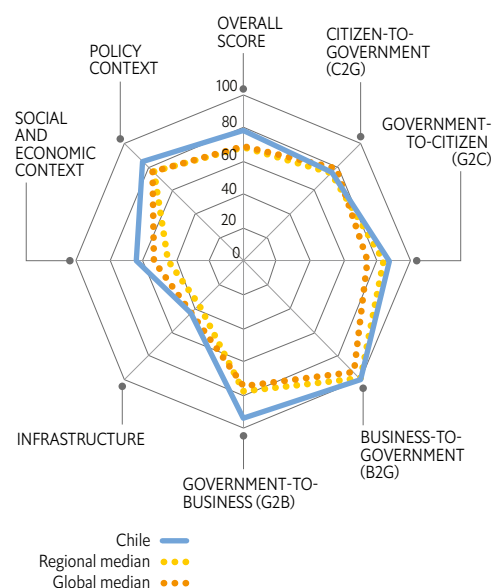 OVERALL
SCORE
CITIZEN-TO-
GOVERNMENT
(C2G)
GOVERNMENT-
TO-CITIZEN
(G2C)
BUSINESS-TO-
GOVERNMENT
(B2G)
GOVERNMENT-TO-
BUSINESS (G2B)
INFRASTRUCTURE
SOCIAL
AND
ECONOMIC
CONTEXT
POLICY
CONTEXT
100
80
60
40
20
0
Chile
Regional median
Global median